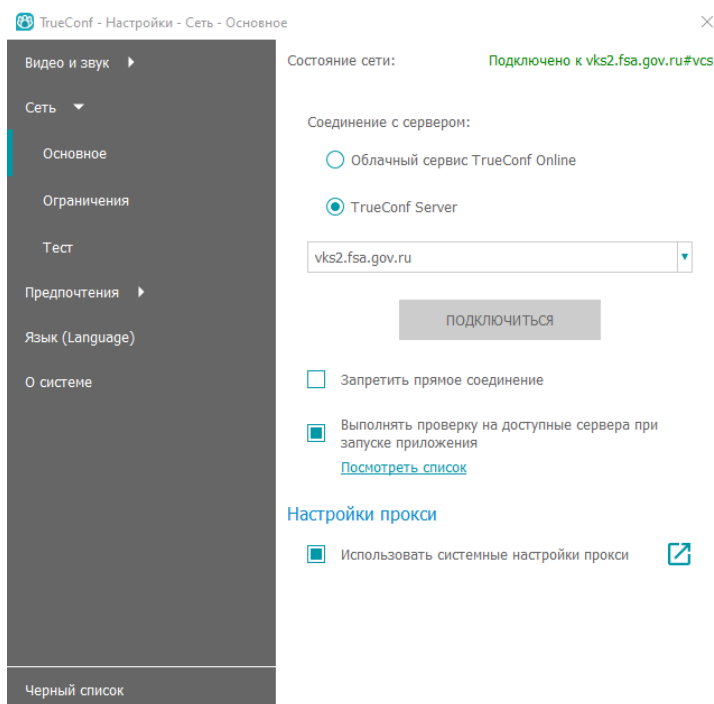 TrueConf - Настройки - Сеть - Основное
Видео и звук
Сеть
Основное
Ограничения
Тест
Предпочтения
Язык (Language)
О системе
Черный список
Состояние сети: Подключено к vks2.fsa.gov.ru#vcs
Соединение с сервером:
Облачный сервис TrueConf Online
TrueConf Server
vks2.fsa.gov.ru
ПОДКЛЮЧИТЬСЯ
Запретить прямое соединение
Выполнять проверку на доступные сервера при
запуске приложения
Посмотреть список
Настройки прокси
Использовать системные настройки прокси